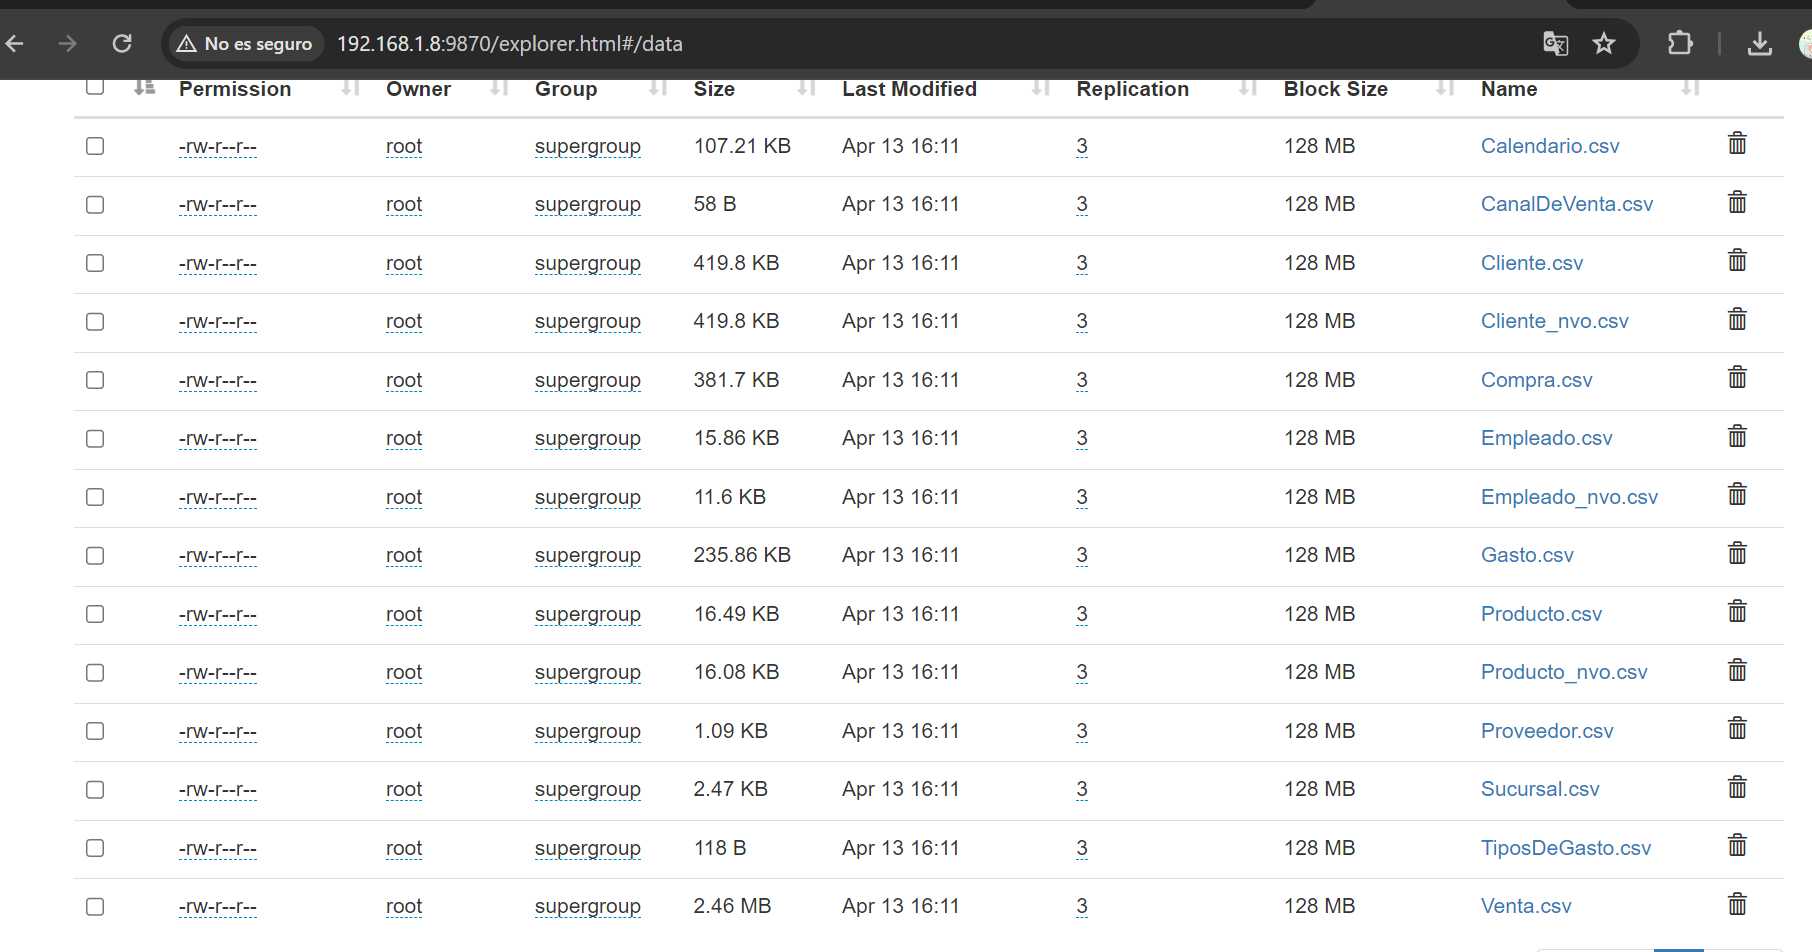 No es seguro 192.168.1.8:9870/explorer.html#/data
Permission Owner Group Size Last Modified Replication Block Size Name
-rw-r--r-- root supergroup 107.21 KB Apr 13 16:11 3 128 MB Calendario.csv
-rw-r--r-- root supergroup 58 B Apr 13 16:11 3 128 MB CanalDeVenta.csv
-rw-r--r-- root supergroup 419.8 KB Apr 13 16:11 3 128 MB Cliente.csv
-rw-r--r-- root supergroup 419.8 KB Apr 13 16:11 3 128 MB Cliente_nvo.csv
-rw-r--r-- root supergroup 381.7 KB Apr 13 16:11 3 128 MB Compra.csv
-rw-r--r-- root supergroup 15.86 KB Apr 13 16:11 3 128 MB Empleado.csv
-rw-r--r-- root supergroup 11.6 KB Apr 13 16:11 3 128 MB Empleado_nvo.csv
-rw-r--r-- root supergroup 235.86 KB Apr 13 16:11 3 128 MB Gasto.csv
-rw-r--r-- root supergroup 16.49 KB Apr 13 16:11 3 128 MB Producto.csv
-rw-r--r-- root supergroup 16.08 KB Apr 13 16:11 3 128 MB Producto_nvo.csv
-rw-r--r-- root supergroup 1.09 KB Apr 13 16:11 3 128 MB Proveedor.csv
-rw-r--r-- root supergroup 2.47 KB Apr 13 16:11 3 128 MB Sucursal.csv
-rw-r--r-- root supergroup 118 B Apr 13 16:11 3 128 MB TiposDeGasto.csv
-rw-r--r-- root supergroup 2.46 MB Apr 13 16:11 3 128 MB Venta.csv